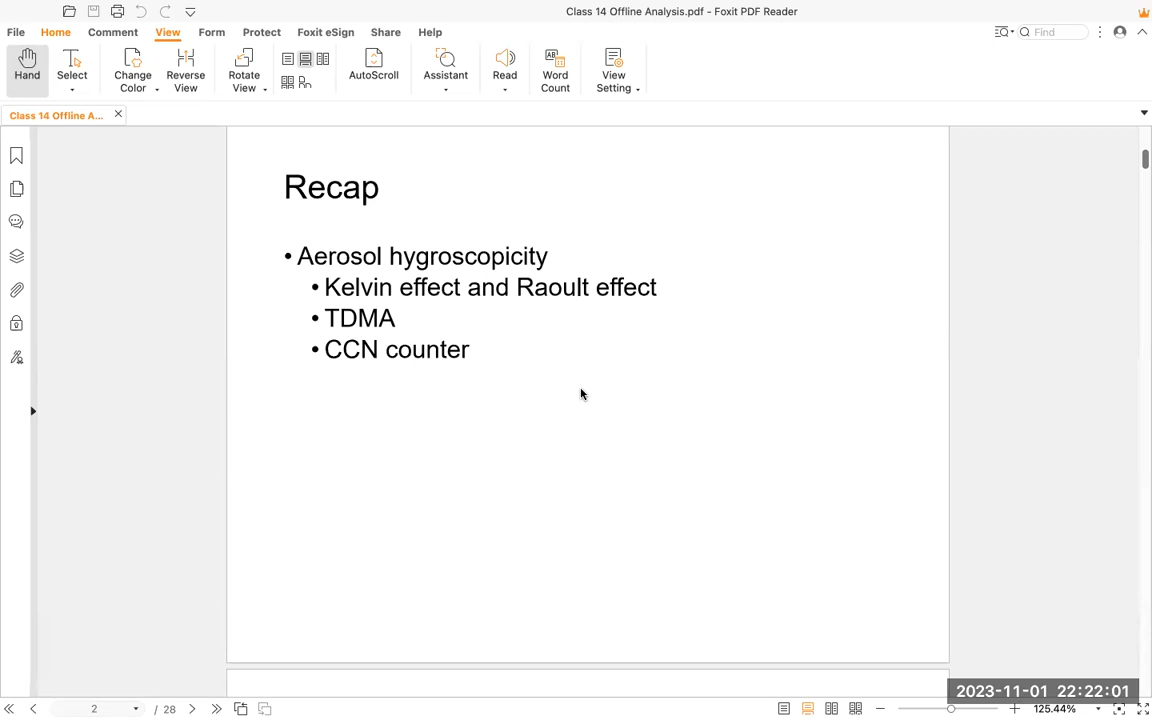 Class 14 Offline Analysis.pdf - Foxit PDF Reader
File Home Comment View Form Protect Foxit eSign Share Help Find
Hand Select Change Color Reverse View Rotate View AutoScroll Assistant Read Word Count View Setting
Class 14 Offline A...
Recap
• Aerosol hygroscopicity
• Kelvin effect and Raoult effect
• TDMA
• CCN counter
2023-11-01 22:22:01
2 / 28 125.44%